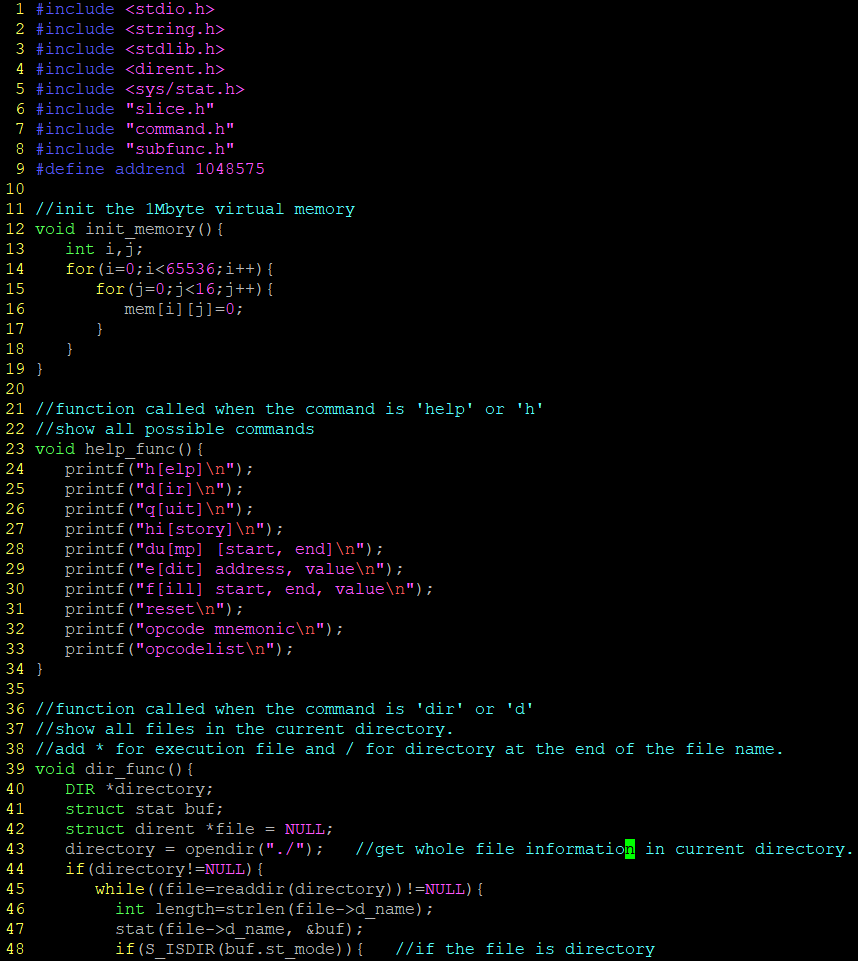 1 #include <stdio.h>
2 #include <string.h>
3 #include <stdlib.h>
4 #include <dirent.h>
5 #include <sys/stat.h>
6 #include "slice.h"
7 #include "command.h"
8 #include "subfunc.h"
9 #define addrend 1048575
10
11 //init the 1Mbyte virtual memory
12 void init_memory(){
13    int i,j;
14    for(i=0;i<65536;i++){
15       for(j=0;j<16;j++){
16          mem[i][j]=0;
17       }
18    }
19 }
20
21 //function called when the command is 'help' or 'h'
22 //show all possible commands
23 void help_func(){
24    printf("h[elp]\n");
25    printf("d[ir]\n");
26    printf("q[uit]\n");
27    printf("hi[story]\n");
28    printf("du[mp] [start, end]\n");
29    printf("e[dit] address, value\n");
30    printf("f[ill] start, end, value\n");
31    printf("reset\n");
32    printf("opcode mnemonic\n");
33    printf("opcodelist\n");
34 }
35
36 //function called when the command is 'dir' or 'd'
37 //show all files in the current directory.
38 //add * for execution file and / for directory at the end of the file name.
39 void dir_func(){
40    DIR *directory;
41    struct stat buf;
42    struct dirent *file = NULL;
43    directory = opendir("./");   //get whole file information in current directory.
44    if(directory!=NULL){
45       while((file=readdir(directory))!=NULL){
46         int length=strlen(file->d_name);
47         stat(file->d_name, &buf);
48         if(S_ISDIR(buf.st_mode)){   //if the file is directory